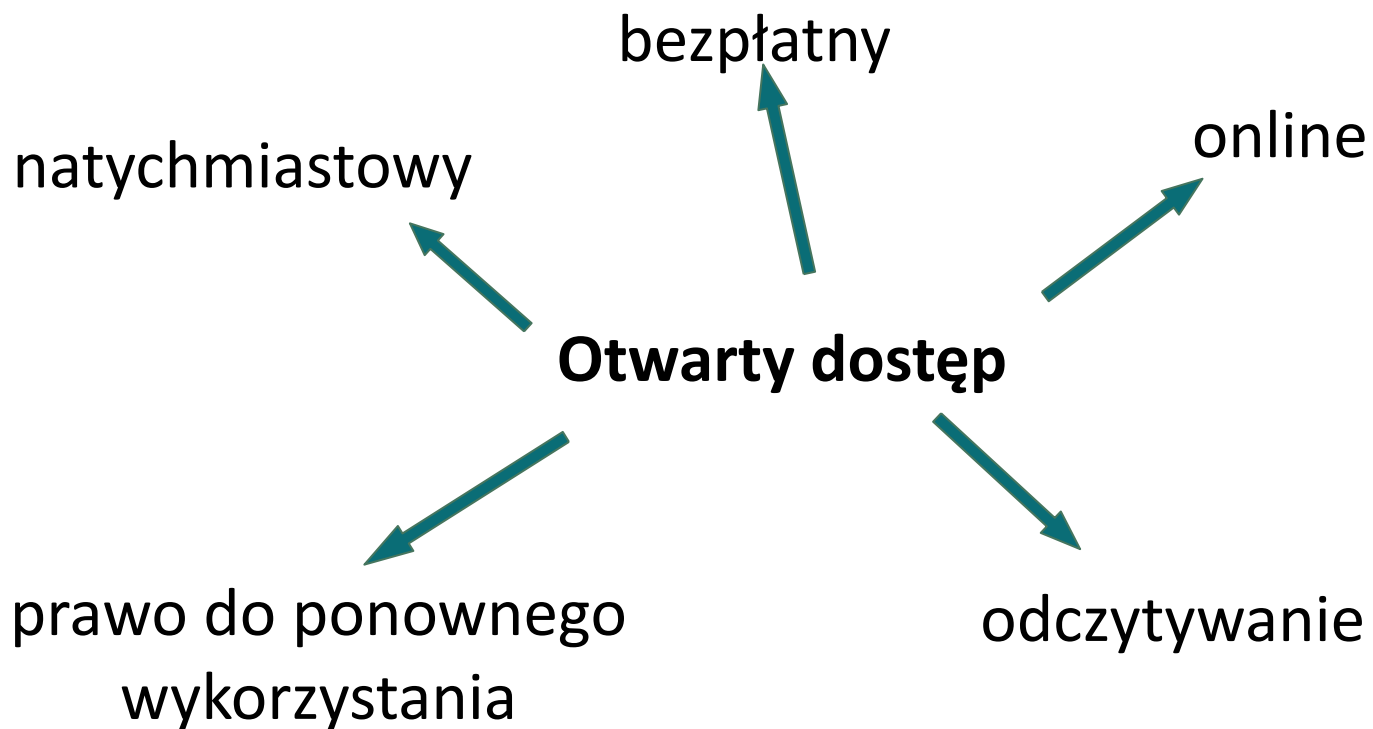 bezpłatny
online
natychmiastowy
Otwarty dostęp
prawo do ponownego
wykorzystania
odczytywanie